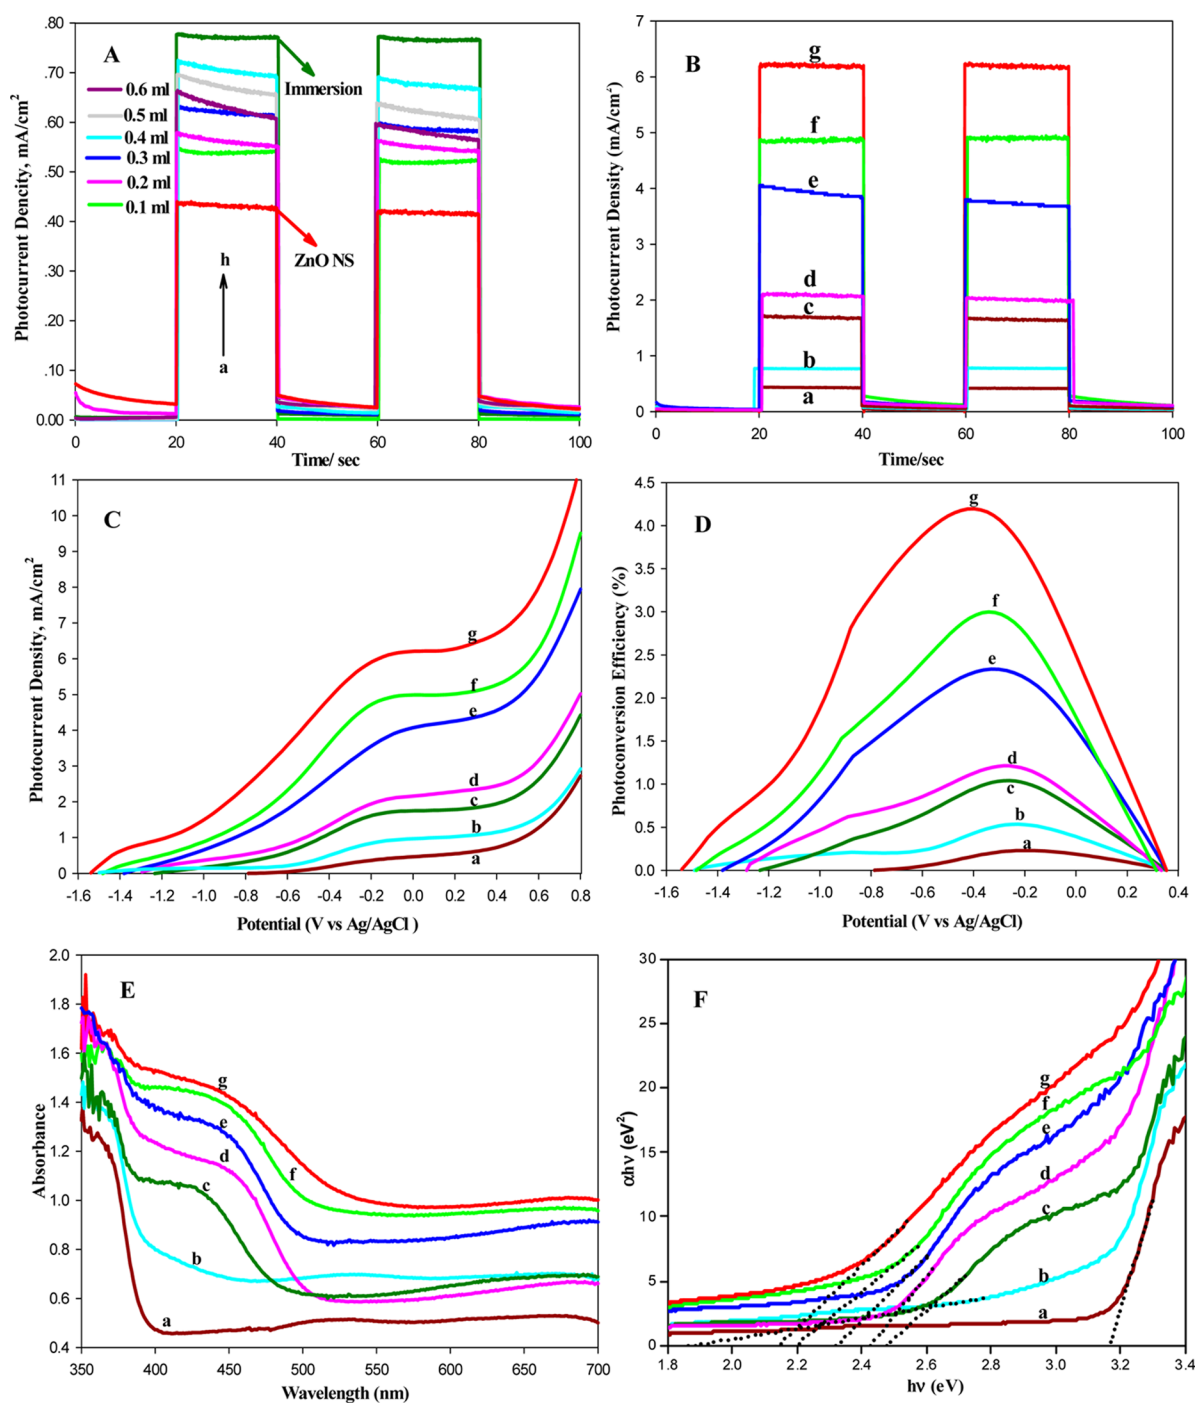 A
Photocurrent Dencity, mA/cm²
.80
.70
.60
.50
.40
.30
.20
.10
0.00
0.6 ml
0.5 ml
0.4 ml
0.3 ml
0.2 ml
0.1 ml
Immersion
ZnO NS
h
a
0 20 40 60 80 100
Time/ sec
B
Photocurrent Density (mA/cm²)
7
6
5
4
3
2
1
0
g
f
e
d
c
b
a
0 20 40 60 80 100
Time/sec
C
Photocurrent Density, mA/cm²
11
10
9
8
7
6
5
4
3
2
1
0
g
f
e
d
c
b
a
-1.6 -1.4 -1.2 -1.0 -0.8 -0.6 -0.4 -0.2 0.0 0.2 0.4 0.6 0.8
Potential (V vs Ag/AgCl )
D
Photoconversion Efficiency (%)
4.5
4.0
3.5
3.0
2.5
2.0
1.5
1.0
0.5
0.0
g
f
e
d
c
b
a
-1.6 -1.4 -1.2 -1.0 -0.8 -0.6 -0.4 -0.2 0.0 0.2 0.4
Potential (V vs Ag/AgCl)
E
Absorbance
2.0
1.8
1.6
1.4
1.2
1.0
0.8
0.6
0.4
g
f
e
d
c
b
a
350 400 450 500 550 600 650 700
Wavelength (nm)
F
αhν (eV²)
30
25
20
15
10
5
0
g
f
e
d
c
b
a
1.8 2.0 2.2 2.4 2.6 2.8 3.0 3.2 3.4
hν (eV)